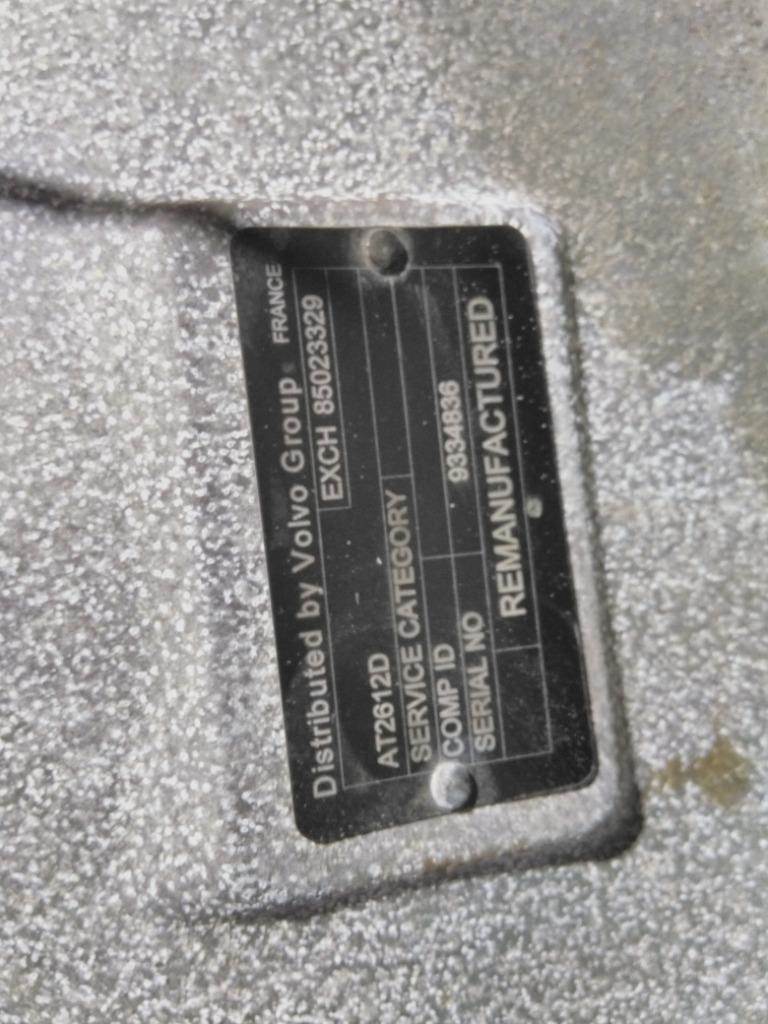 Distributed by Volvo Group FRANCE
EXCH 85023329
AT2612D
SERVICE CATEGORY
COMP ID
SERIAL NO 9334836
REMANUFACTURED